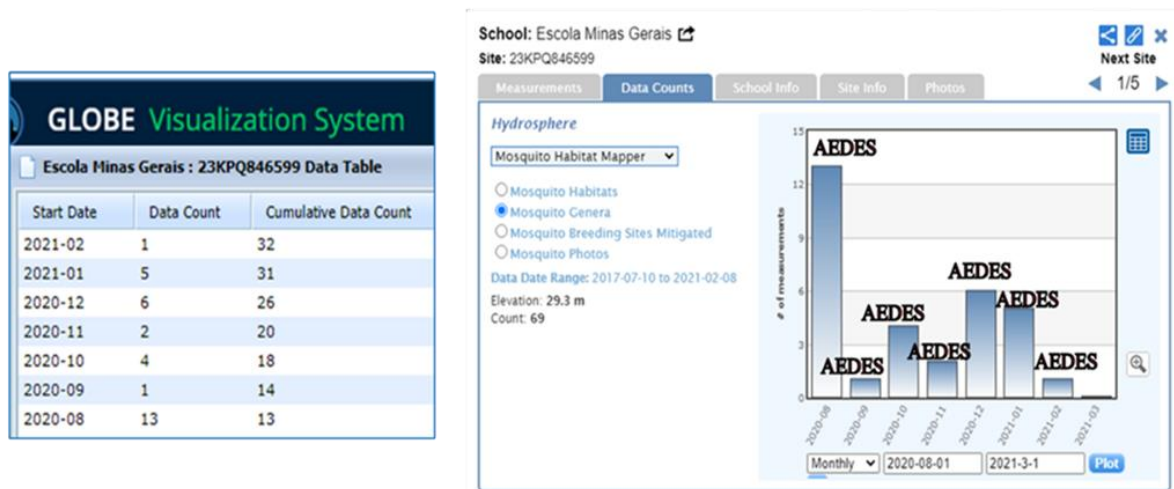 GLOBE Visualization System
Escola Minas Gerais : 23KPQ846599 Data Table
Start Date Data Count Cumulative Data Count
2021-02 1 32
2021-01 5 31
2020-12 6 26
2020-11 2 20
2020-10 4 18
2020-09 1 14
2020-08 13 13
School: Escola Minas Gerais
Site: 23KPQ846599
Next Site
1/5
Measurements Data Counts School Info Site Info Photos
Hydrosphere
Mosquito Habitat Mapper
Mosquito Habitats
Mosquito Genera
Mosquito Breeding Sites Mitigated
Mosquito Photos
Data Date Range: 2017-07-10 to 2021-02-08
Elevation: 29.3 m
Count: 69
# of measurements
15
12
9
6
3
0
AEDES
AEDES
AEDES
AEDES
AEDES
AEDES
AEDES
2020-08
2020-09
2020-10
2020-11
2020-12
2021-01
2021-02
2021-03
Monthly 2020-08-01 2021-3-1 Plot